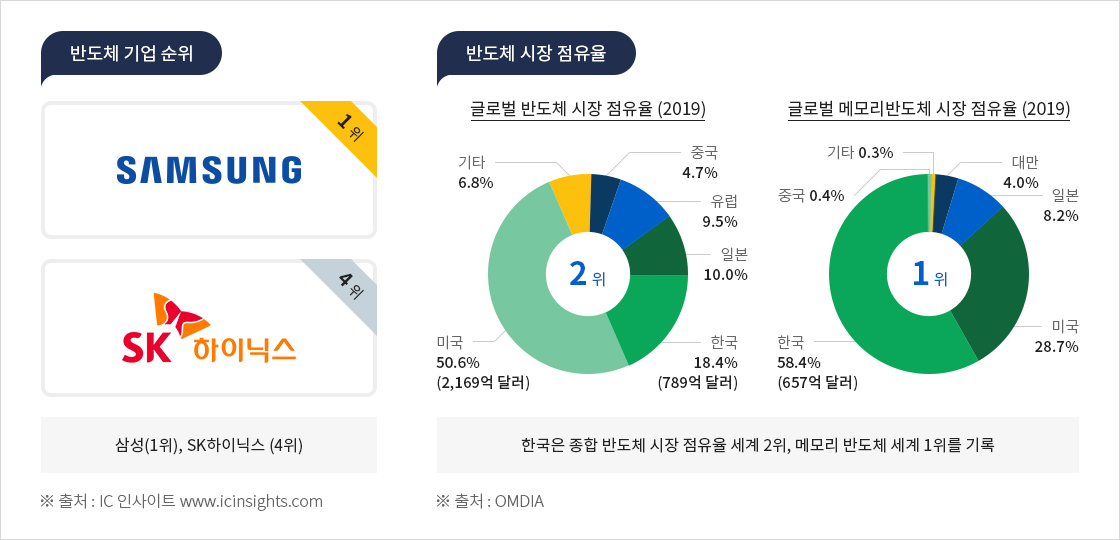 반도체 기업 순위
1 위
SAMSUNG
4 위
SK 하이닉스
삼성(1위), SK하이닉스 (4위)
※ 출처 : IC 인사이트 www.icinsights.com
반도체 시장 점유율
글로벌 반도체 시장 점유율 (2019)
기타
6.8%
중국
4.7%
유럽
9.5%
일본
10.0%
2 위
미국
50.6%
(2,169억 달러)
한국
18.4%
(789억 달러)
글로벌 메모리반도체 시장 점유율 (2019)
기타 0.3%
중국 0.4%
대만
4.0%
일본
8.2%
1 위
미국
28.7%
한국
58.4%
(657억 달러)
한국은 종합 반도체 시장 점유율 세계 2위, 메모리 반도체 세계 1위를 기록
※ 출처 : OMDIA